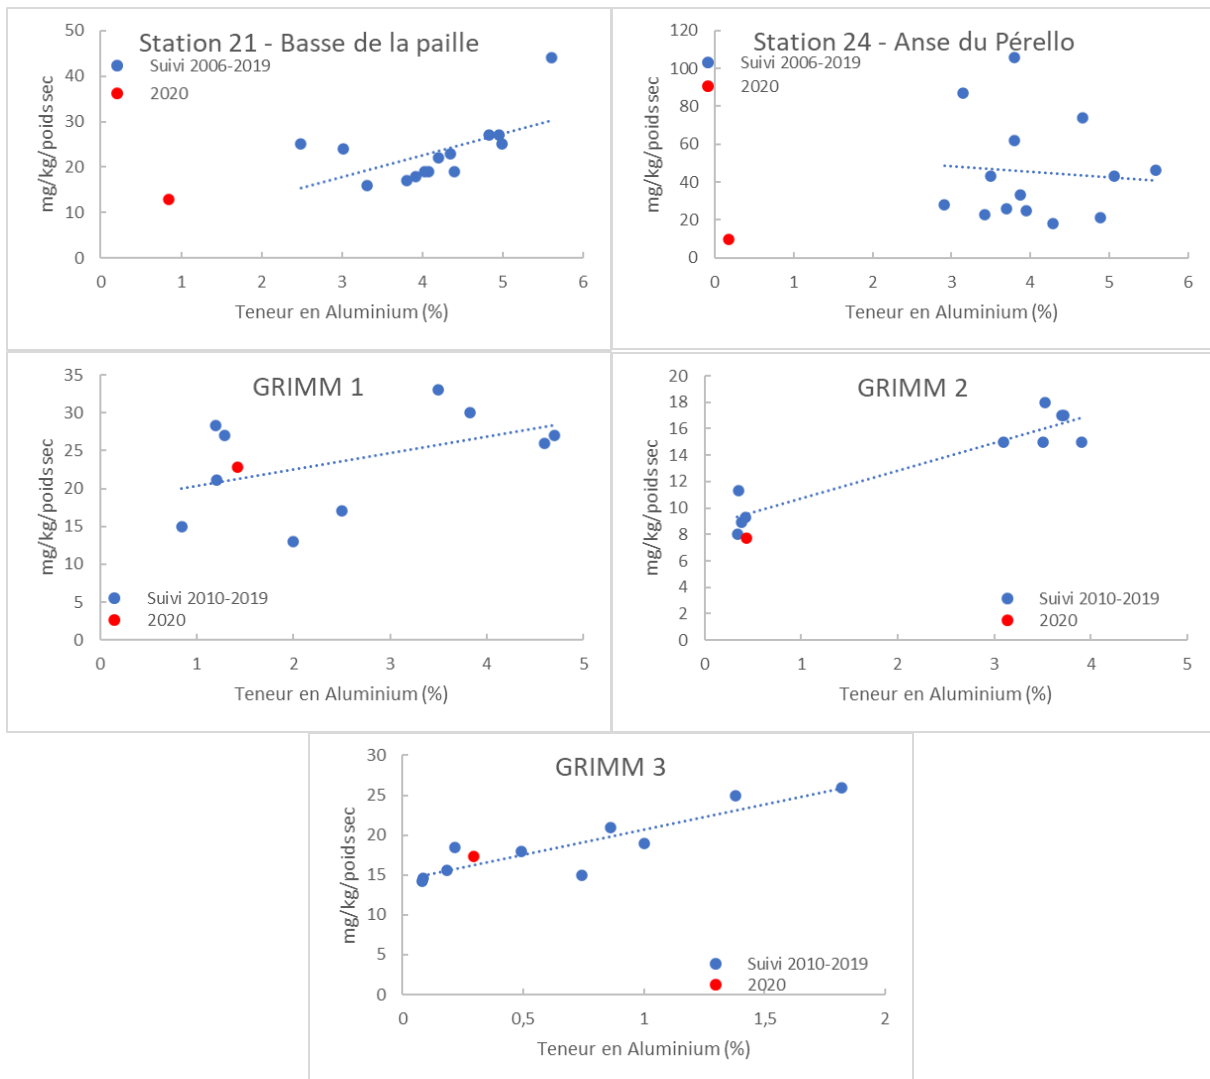 Station 21 - Basse de la paille
Suivi 2006-2019
2020
50
40
30
20
10
0
mg/kg/poids sec
0 1 2 3 4 5 6
Teneur en Aluminium (%)
Station 24 - Anse du Pérello
Suivi 2006-2019
2020
120
100
80
60
40
20
0
mg/kg/poids sec
0 1 2 3 4 5 6
Teneur en Aluminium (%)
GRIMM 1
35
30
25
20
15
10
5
0
mg/kg/poids sec
Suivi 2010-2019
2020
0 1 2 3 4 5
Teneur en Aluminium (%)
GRIMM 2
20
18
16
14
12
10
8
6
4
2
0
mg/kg/poids sec
Suivi 2010-2019
2020
0 1 2 3 4 5
Teneur en Aluminium (%)
GRIMM 3
30
25
20
15
10
5
0
mg/kg/poids sec
Suivi 2010-2019
2020
0 0,5 1 1,5 2
Teneur en Aluminium (%)